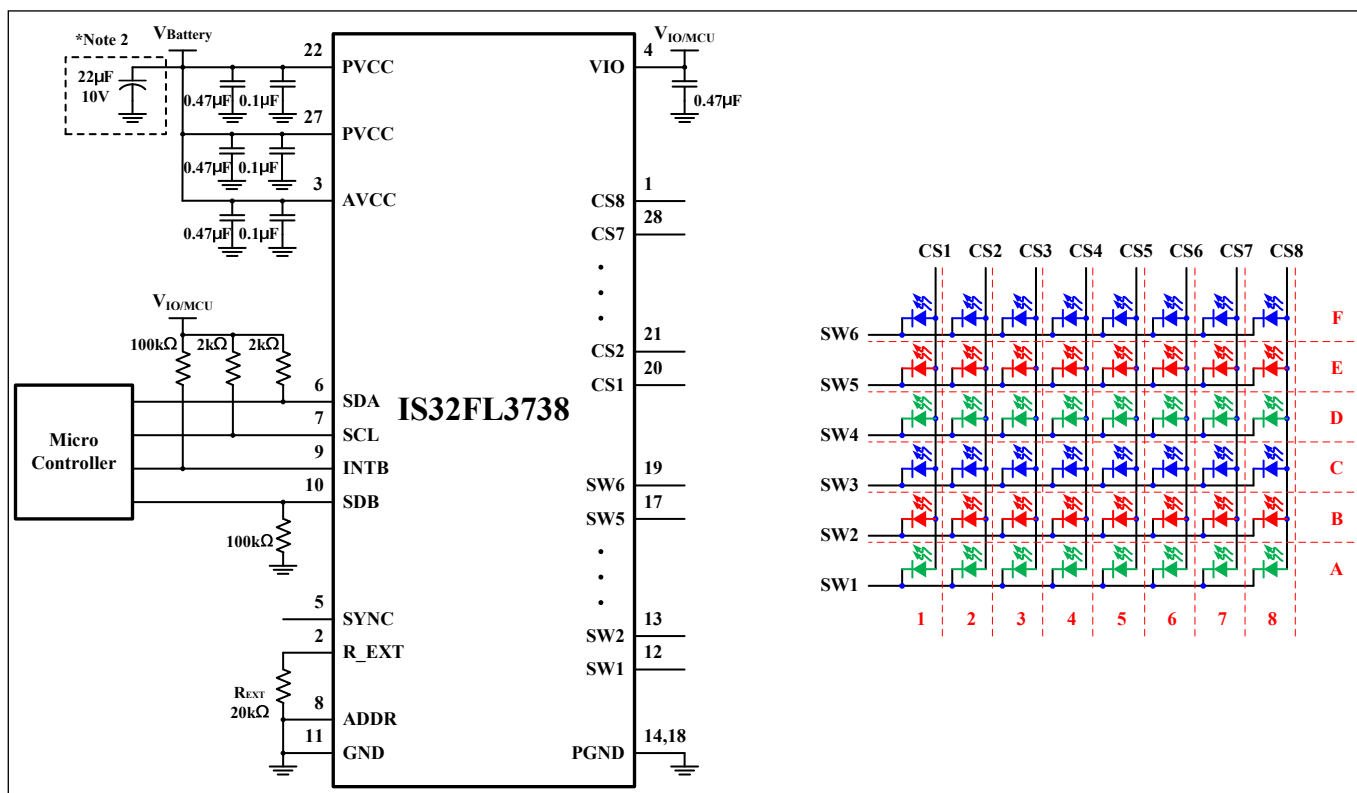 *Note 2
VBattery
22μF
10V
22
PVCC
0.47μF
0.1μF
27
PVCC
0.47μF
0.1μF
3
AVCC
0.47μF
0.1μF
VIO/MCU
100kΩ
2kΩ
2kΩ
Micro
Controller
6
SDA
7
SCL
9
INTB
10
SDB
100kΩ
5
SYNC
2
R_EXT
REXT
20kΩ
8
ADDR
11
GND
IS32FL3738
VIO/MCU
4
VIO
0.47μF
1
CS8
28
CS7
21
CS2
20
CS1
19
SW6
17
SW5
13
SW2
12
SW1
14,18
PGND
CS1 CS2 CS3 CS4 CS5 CS6 CS7 CS8
SW6 F
SW5 E
SW4 D
SW3 C
SW2 B
SW1 A
1 2 3 4 5 6 7 8